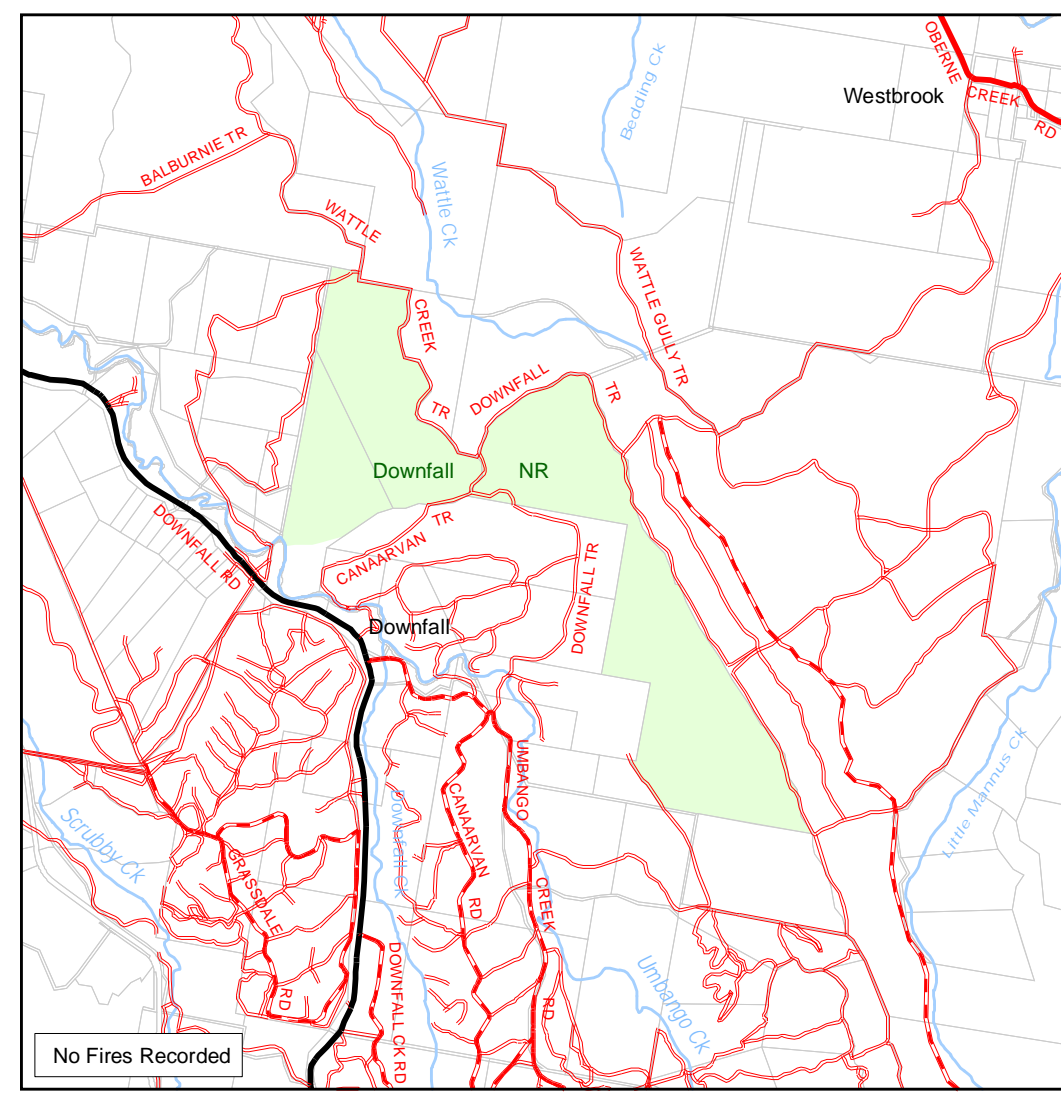 OBERNE
CREEK
RD
Westbrook
Bedding Ck
BALBURNIE TR
Wattle Ck
WATTLE
CREEK
TR
WATTLE GULLY TR
DOWNFALL
TR
Downfall NR
DOWNFALL RD
CANAARVAN
TR
DOWNFALL TR
Downfall
UMBANGO
CREEK
RD
CANAARVAN
RD
Downfall Ck
Little Mannus Ck
Scrubby Ck
GRASSDALE
RD
DOWNFALL CK RD
Umbango Ck
No Fires Recorded